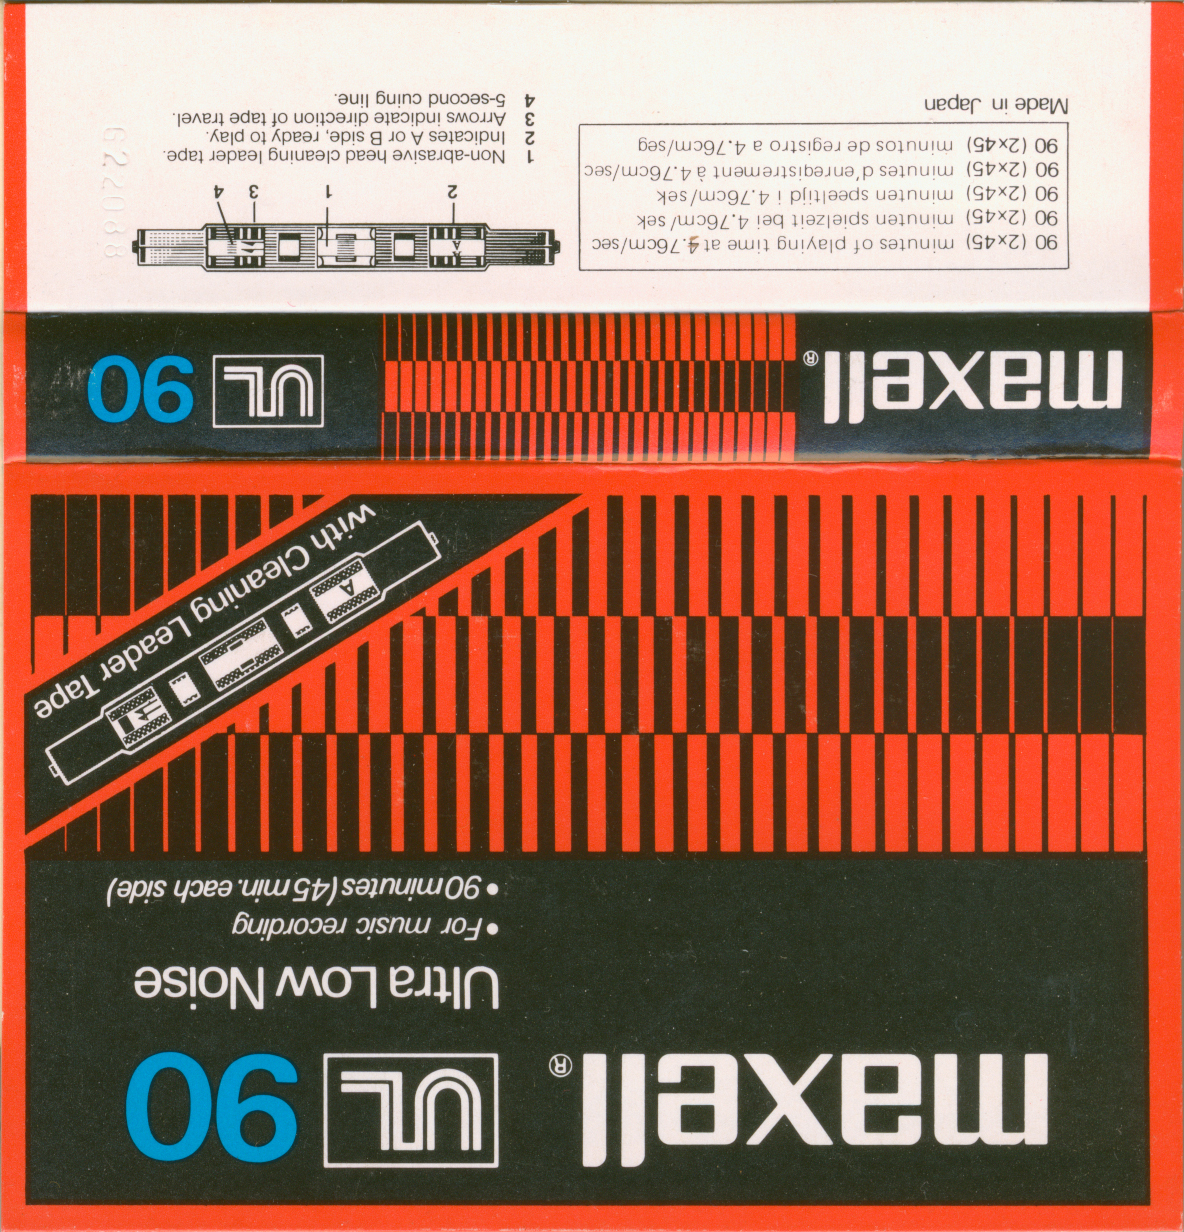 maxell® UL 90
Ultra Low Noise
• For music recording
• 90 minutes (45 min. each side)
A
with Cleaning Leader Tape
maxell® UL 90
90 (2×45) minutes of playing time at 4.76cm/sec
90 (2×45) minuten spielzeit bei 4.76cm/sek
90 (2×45) minuten speeltijd i 4.76cm/sek
90 (2×45) minutes d'enregistrement à 4.76cm/sec
90 (2×45) minutos de registro a 4.76cm/seg
Made in Japan
A
2 1 3 4
1 Non-abrasive head cleaning leader tape.
2 Indicates A or B side, ready to play.
3 Arrows indicate direction of tape travel.
4 5-second cuing line.